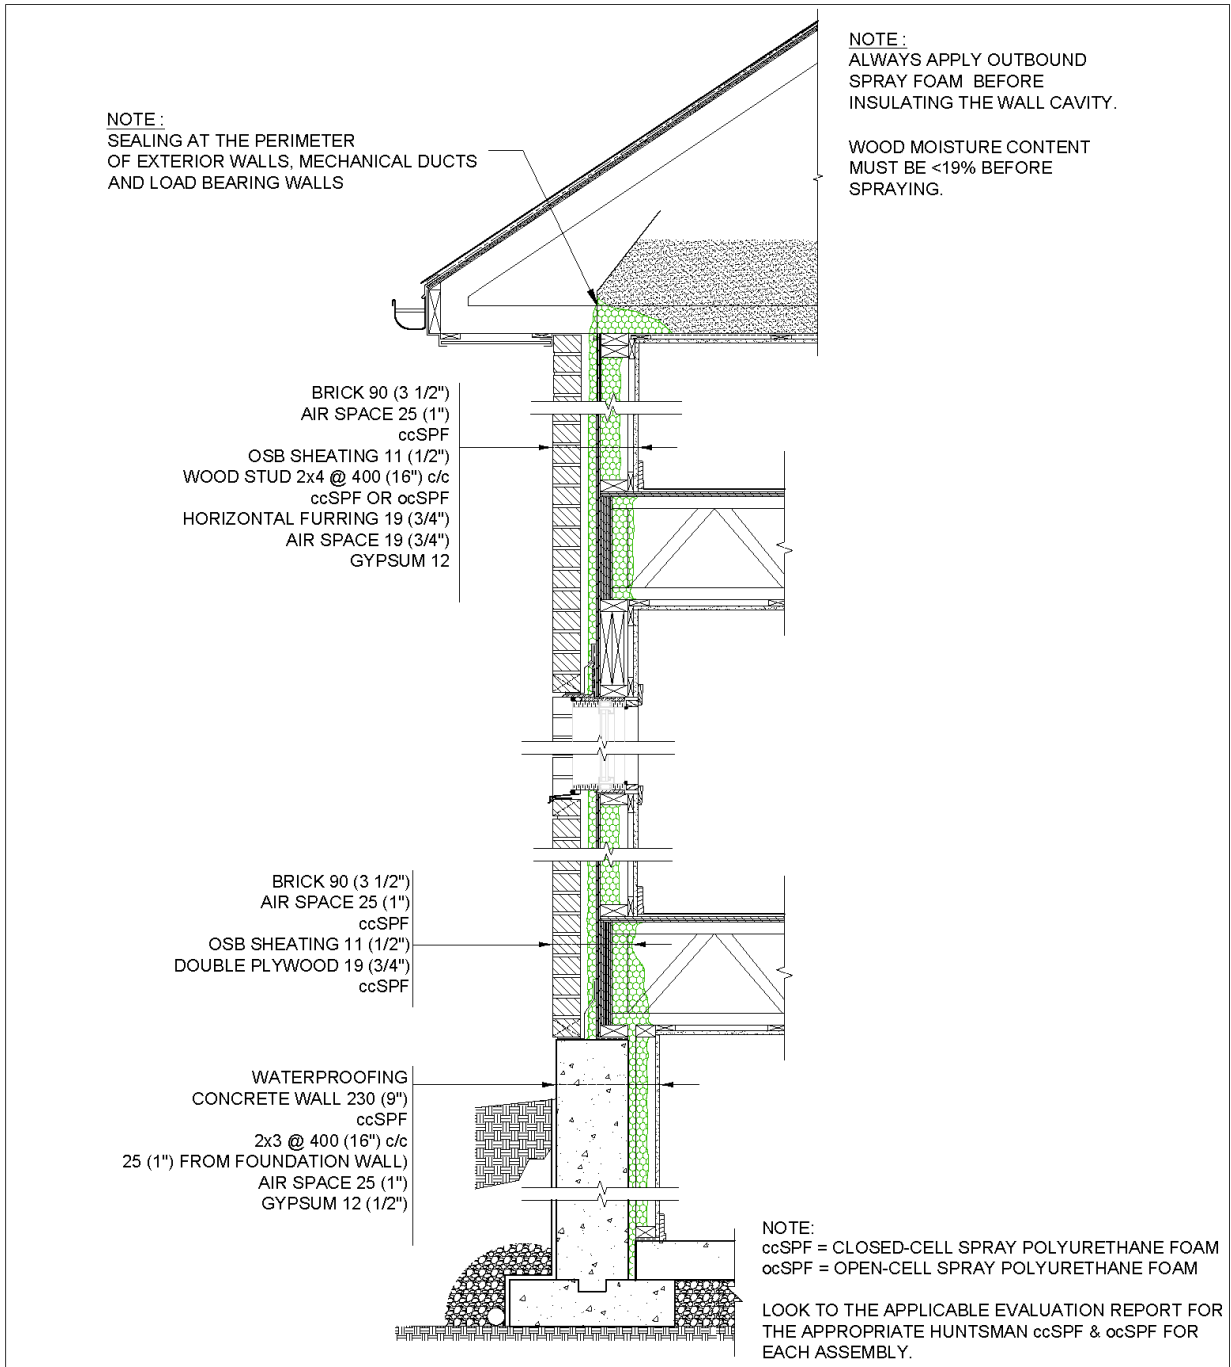 NOTE :
ALWAYS APPLY OUTBOUND
SPRAY FOAM BEFORE
INSULATING THE WALL CAVITY.
WOOD MOISTURE CONTENT
MUST BE <19% BEFORE
SPRAYING.
NOTE :
SEALING AT THE PERIMETER
OF EXTERIOR WALLS, MECHANICAL DUCTS
AND LOAD BEARING WALLS
BRICK 90 (3 1/2")
AIR SPACE 25 (1")
ccSPF
OSB SHEATING 11 (1/2")
WOOD STUD 2x4 @ 400 (16") c/c
ccSPF OR ocSPF
HORIZONTAL FURRING 19 (3/4")
AIR SPACE 19 (3/4")
GYPSUM 12
BRICK 90 (3 1/2")
AIR SPACE 25 (1")
ccSPF
OSB SHEATING 11 (1/2")
DOUBLE PLYWOOD 19 (3/4")
ccSPF
WATERPROOFING
CONCRETE WALL 230 (9")
ccSPF
2x3 @ 400 (16") c/c
25 (1") FROM FOUNDATION WALL)
AIR SPACE 25 (1")
GYPSUM 12 (1/2")
NOTE:
ccSPF = CLOSED-CELL SPRAY POLYURETHANE FOAM
ocSPF = OPEN-CELL SPRAY POLYURETHANE FOAM
LOOK TO THE APPLICABLE EVALUATION REPORT FOR
THE APPROPRIATE HUNTSMAN ccSPF & ocSPF FOR
EACH ASSEMBLY.